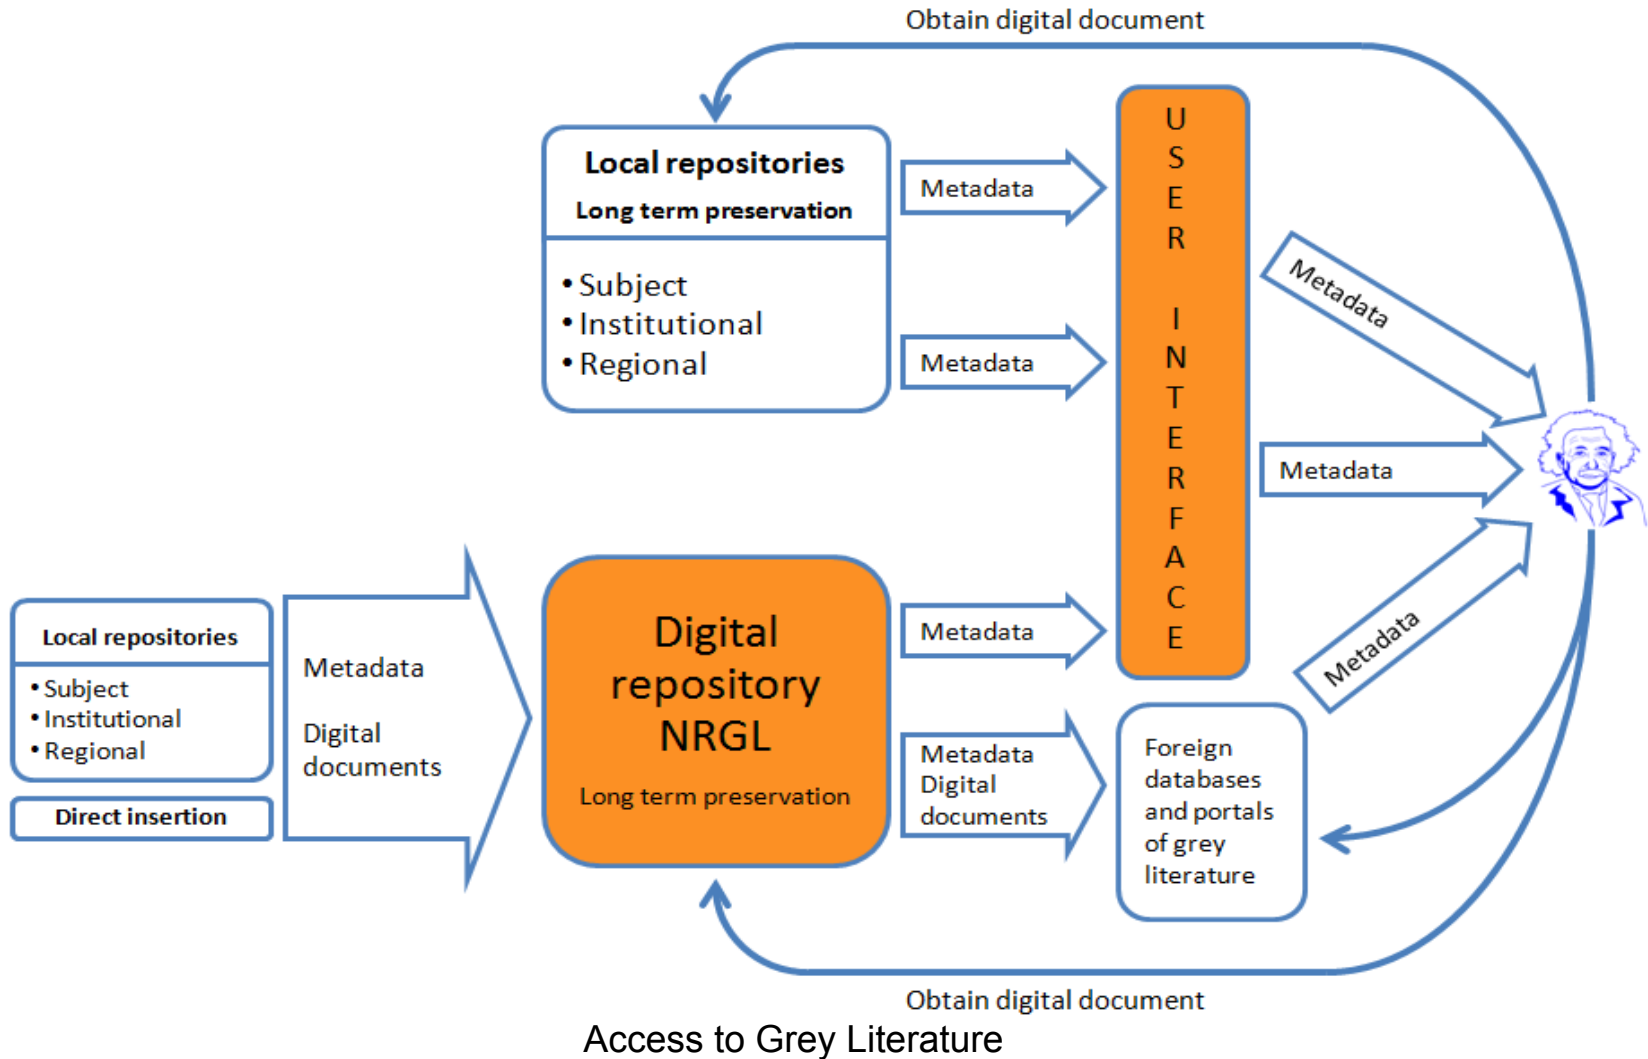 Obtain digital document
Local repositories
Long term preservation
• Subject
• Institutional
• Regional
Metadata
Metadata
U
S
E
R
I
N
T
E
R
F
A
C
E
Metadata
Metadata
Metadata
Local repositories
• Subject
• Institutional
• Regional
Direct insertion
Metadata
Digital
documents
Digital
repository
NRGL
Long term preservation
Metadata
Metadata
Digital
documents
Foreign
databases
and portals
of grey
literature
Obtain digital document
Access to Grey Literature